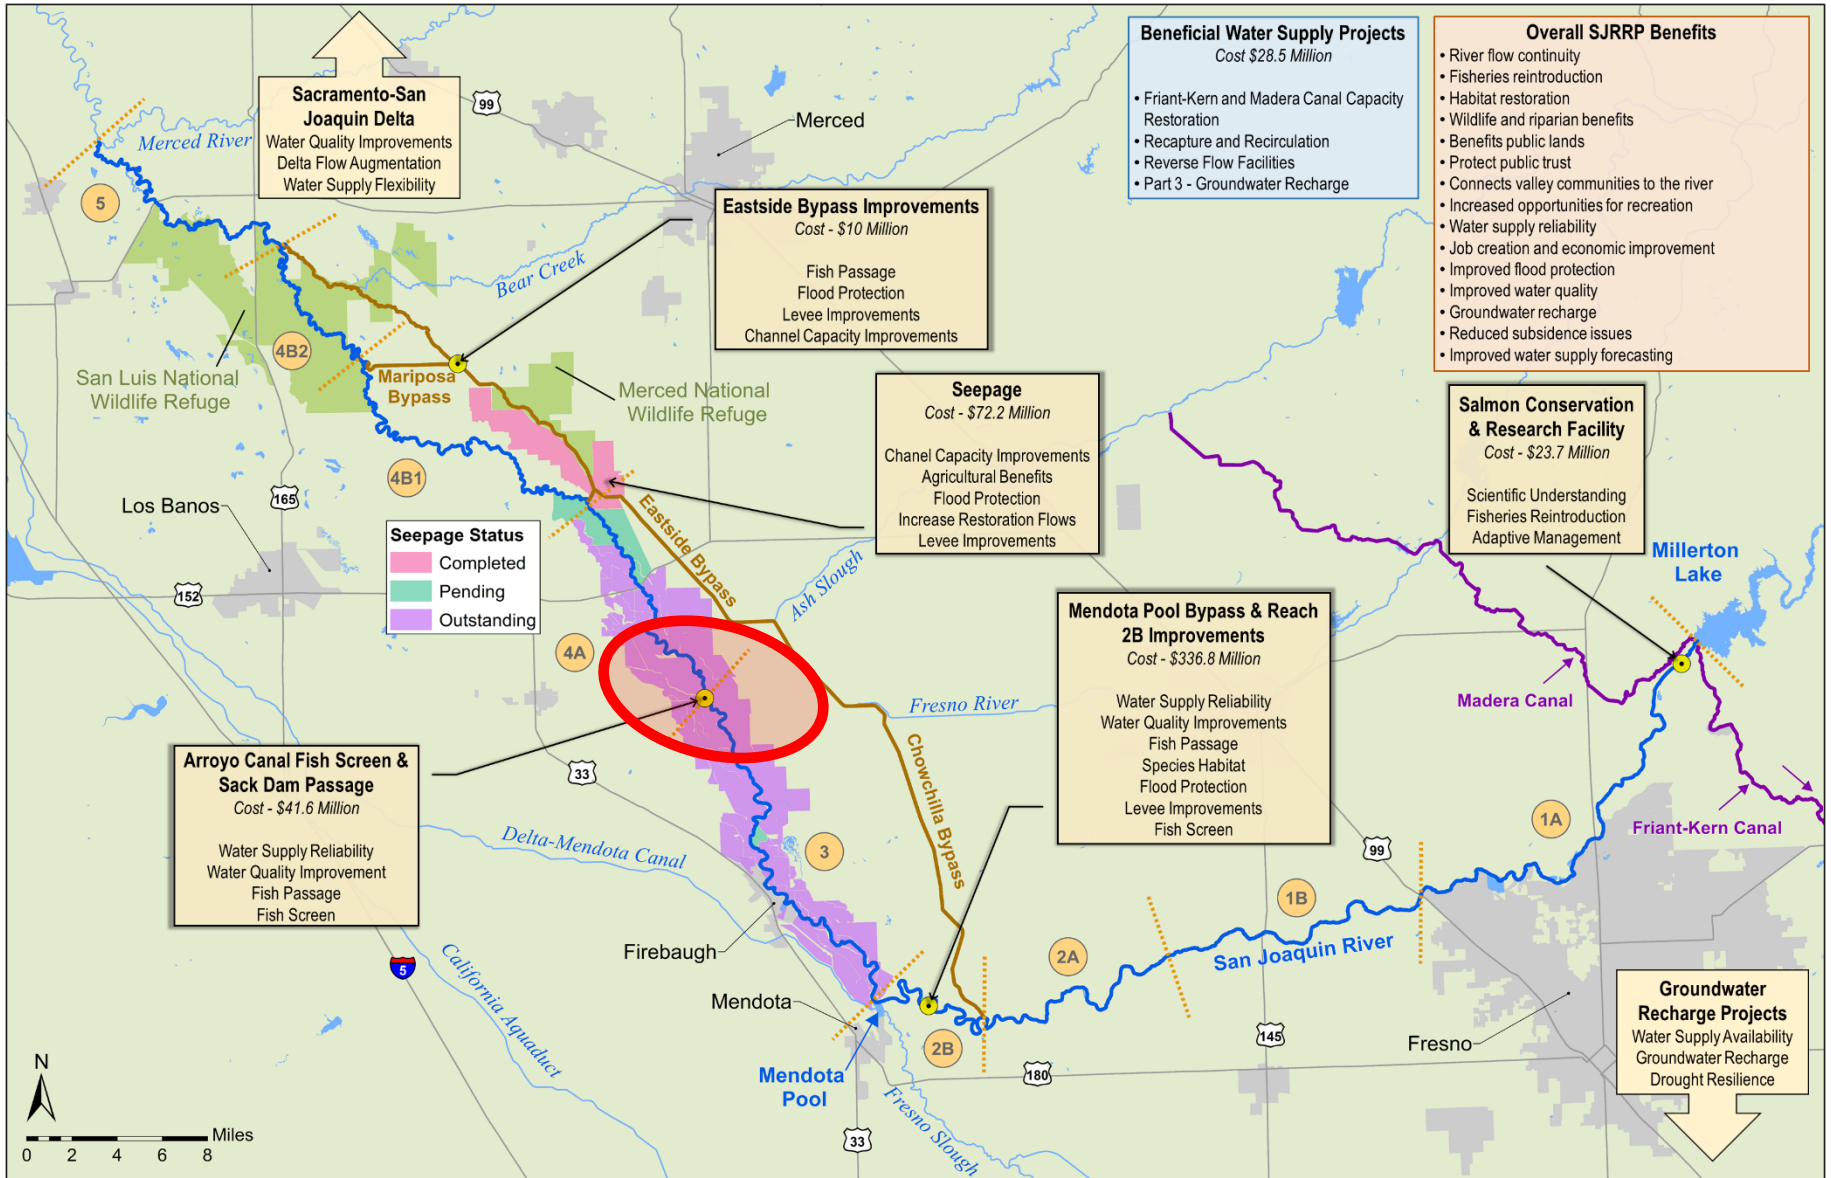 Sacramento-San
Joaquin Delta
Water Quality Improvements
Delta Flow Augmentation
Water Supply Flexibility
Beneficial Water Supply Projects
Cost $28.5 Million
• Friant-Kern and Madera Canal Capacity
Restoration
• Recapture and Recirculation
• Reverse Flow Facilities
• Part 3 - Groundwater Recharge
Overall SJRRP Benefits
• River flow continuity
• Fisheries reintroduction
• Habitat restoration
• Wildlife and riparian benefits
• Benefits public lands
• Protect public trust
• Connects valley communities to the river
• Increased opportunities for recreation
• Water supply reliability
• Job creation and economic improvement
• Improved flood protection
• Improved water quality
• Groundwater recharge
• Reduced subsidence issues
• Improved water supply forecasting
99
Merced
Merced River
5
Eastside Bypass Improvements
Cost - $10 Million
Fish Passage
Flood Protection
Levee Improvements
Channel Capacity Improvements
Bear Creek
4B2
San Luis National
Wildlife Refuge
Mariposa
Bypass
Merced National
Wildlife Refuge
Seepage
Cost - $72.2 Million
Chanel Capacity Improvements
Agricultural Benefits
Flood Protection
Increase Restoration Flows
Levee Improvements
Salmon Conservation
& Research Facility
Cost - $23.7 Million
Scientific Understanding
Fisheries Reintroduction
Adaptive Management
4B1
165
Los Banos
Seepage Status
Completed
Pending
Outstanding
Eastside Bypass
Ash Slough
Millerton
Lake
152
4A
Mendota Pool Bypass & Reach
2B Improvements
Cost - $336.8 Million
Water Supply Reliability
Water Quality Improvements
Fish Passage
Species Habitat
Flood Protection
Levee Improvements
Fish Screen
Madera Canal
Fresno River
Arroyo Canal Fish Screen &
Sack Dam Passage
Cost - $41.6 Million
Water Supply Reliability
Water Quality Improvement
Fish Passage
Fish Screen
33
Chowchilla Bypass
Delta-Mendota Canal
3
1A
Friant-Kern Canal
99
1B
Firebaugh
California Aquaduct
5
2A
San Joaquin River
Mendota
2B
145
Fresno
Groundwater
Recharge Projects
Water Supply Availability
Groundwater Recharge
Drought Resilience
Mendota
Pool
180
Fresno Slough
33
N
Miles
0 2 4 6 8